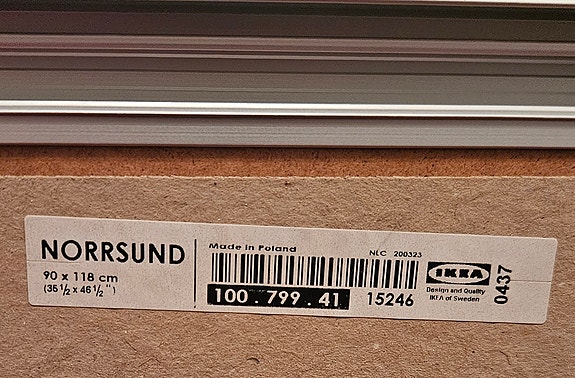 NORRSUND
90 x 118 cm
(35 1/2 x 46 1/2 ")
Made in Poland
NLC 200323
100.799.41
15246
IKEA
Design and Quality
IKEA of Sweden
0437